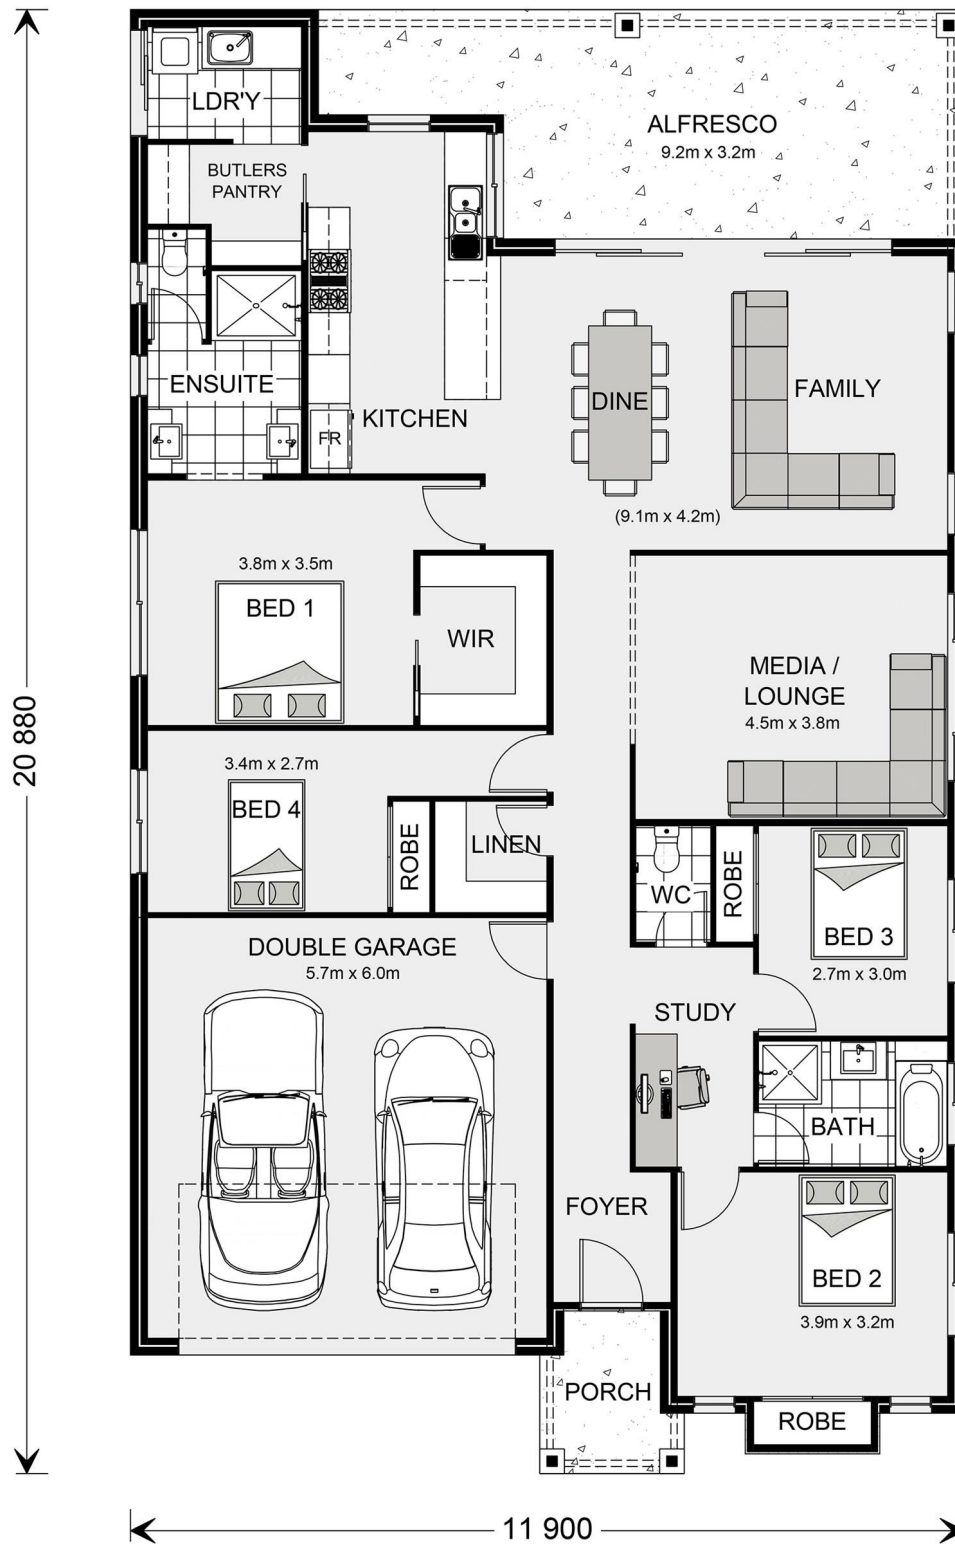 LDR'Y
BUTLERS
PANTRY
ALFRESCO
9.2m x 3.2m
ENSUITE
KITCHEN
FR
DINE
FAMILY
(9.1m x 4.2m)
3.8m x 3.5m
BED 1
WIR
MEDIA /
LOUNGE
4.5m x 3.8m
20 880
3.4m x 2.7m
BED 4
ROBE
LINEN
WC
ROBE
BED 3
2.7m x 3.0m
DOUBLE GARAGE
5.7m x 6.0m
STUDY
BATH
FOYER
BED 2
3.9m x 3.2m
PORCH
ROBE
11 900